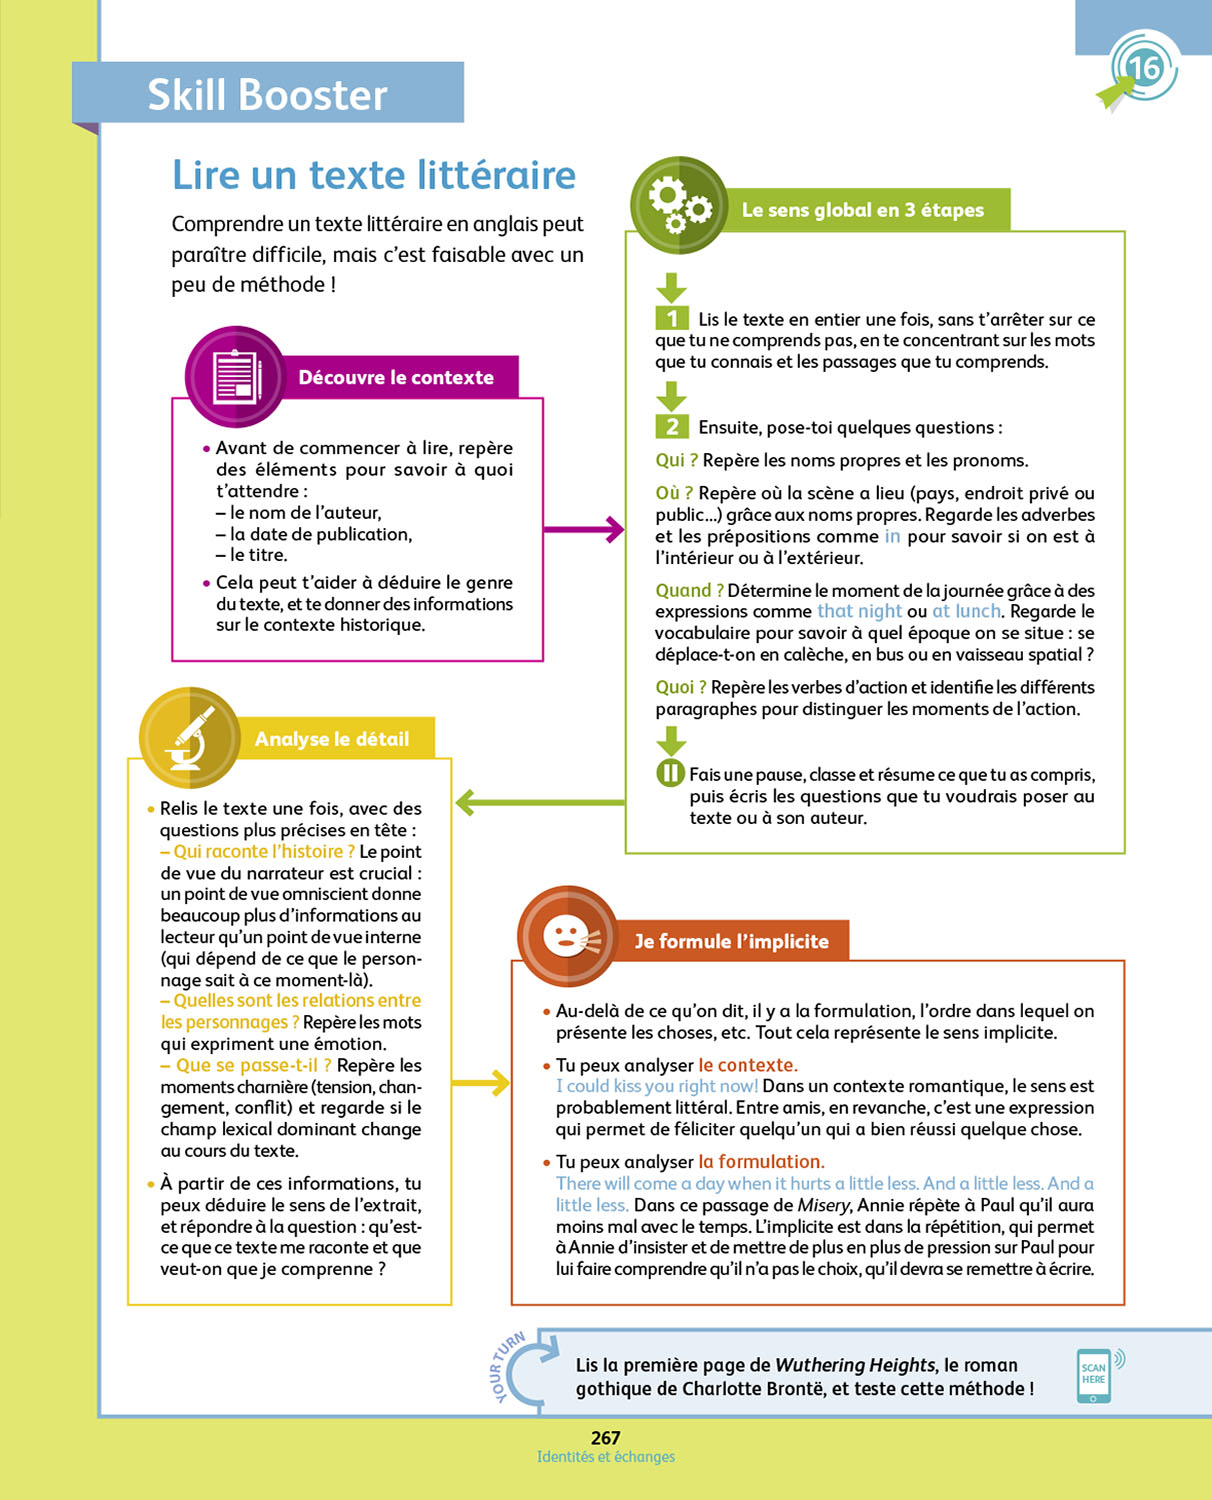 16
Skill Booster
Lire un texte littéraire
Comprendre un texte littéraire en anglais peut
paraître difficile, mais c'est faisable avec un
peu de méthode !
Découvre le contexte
• Avant de commencer à lire, repère
des éléments pour savoir à quoi
t'attendre :
– le nom de l'auteur,
– la date de publication,
– le titre.
• Cela peut t'aider à déduire le genre
du texte, et te donner des informations
sur le contexte historique.
Le sens global en 3 étapes
1 Lis le texte en entier une fois, sans t'arrêter sur ce
que tu ne comprends pas, en te concentrant sur les mots
que tu connais et les passages que tu comprends.
2 Ensuite, pose-toi quelques questions :
Qui ? Repère les noms propres et les pronoms.
Où ? Repère où la scène a lieu (pays, endroit privé ou
public...) grâce aux noms propres. Regarde les adverbes
et les prépositions comme in pour savoir si on est à
l'intérieur ou à l'extérieur.
Quand ? Détermine le moment de la journée grâce à des
expressions comme that night ou at lunch. Regarde le
vocabulaire pour savoir à quel époque on se situe : se
déplace-t-on en calèche, en bus ou en vaisseau spatial ?
Quoi ? Repère les verbes d'action et identifie les différents
paragraphes pour distinguer les moments de l'action.
Fais une pause, classe et résume ce que tu as compris,
puis écris les questions que tu voudrais poser au
texte ou à son auteur.
Analyse le détail
• Relis le texte une fois, avec des
questions plus précises en tête :
– Qui raconte l'histoire ? Le point
de vue du narrateur est crucial :
un point de vue omniscient donne
beaucoup plus d'informations au
lecteur qu'un point de vue interne
(qui dépend de ce que le person-
nage sait à ce moment-là).
– Quelles sont les relations entre
les personnages ? Repère les mots
qui expriment une émotion.
– Que se passe-t-il ? Repère les
moments charnière (tension, chan-
gement, conflit) et regarde si le
champ lexical dominant change
au cours du texte.
• À partir de ces informations, tu
peux déduire le sens de l'extrait,
et répondre à la question : qu'est-
ce que ce texte me raconte et que
veut-on que je comprenne ?
Je formule l'implicite
• Au-delà de ce qu'on dit, il y a la formulation, l'ordre dans lequel on
présente les choses, etc. Tout cela représente le sens implicite.
• Tu peux analyser le contexte.
I could kiss you right now! Dans un contexte romantique, le sens est
probablement littéral. Entre amis, en revanche, c'est une expression
qui permet de féliciter quelqu'un qui a bien réussi quelque chose.
• Tu peux analyser la formulation.
There will come a day when it hurts a little less. And a little less. And a
little less. Dans ce passage de Misery, Annie répète à Paul qu'il aura
moins mal avec le temps. L'implicite est dans la répétition, qui permet
à Annie d'insister et de mettre de plus en plus de pression sur Paul pour
lui faire comprendre qu'il n'a pas le choix, qu'il devra se remettre à écrire.
YOUR TURN
Lis la première page de Wuthering Heights, le roman
gothique de Charlotte Brontë, et teste cette méthode !
SCAN
HERE
267
Identités et échanges